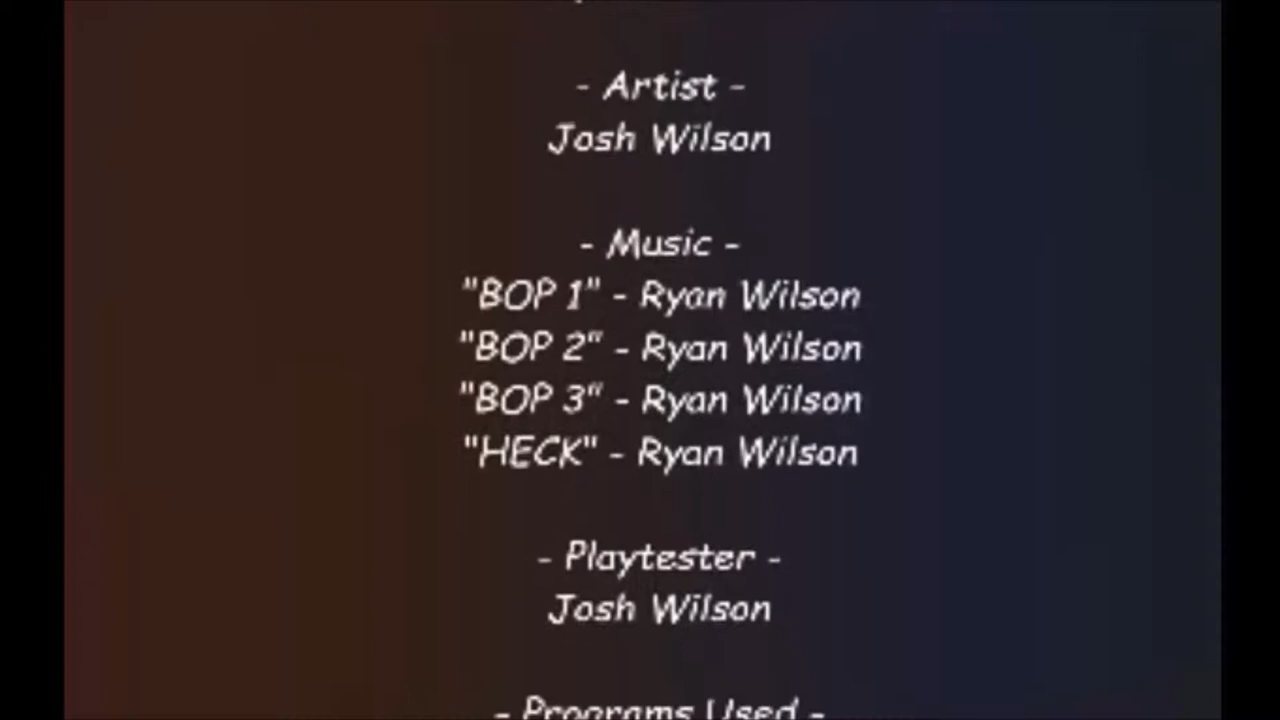 - Artist -
Josh Wilson
- Music -
"BOP 1" - Ryan Wilson
"BOP 2" - Ryan Wilson
"BOP 3" - Ryan Wilson
"HECK" - Ryan Wilson
- Playtester -
Josh Wilson
- Programs Used -